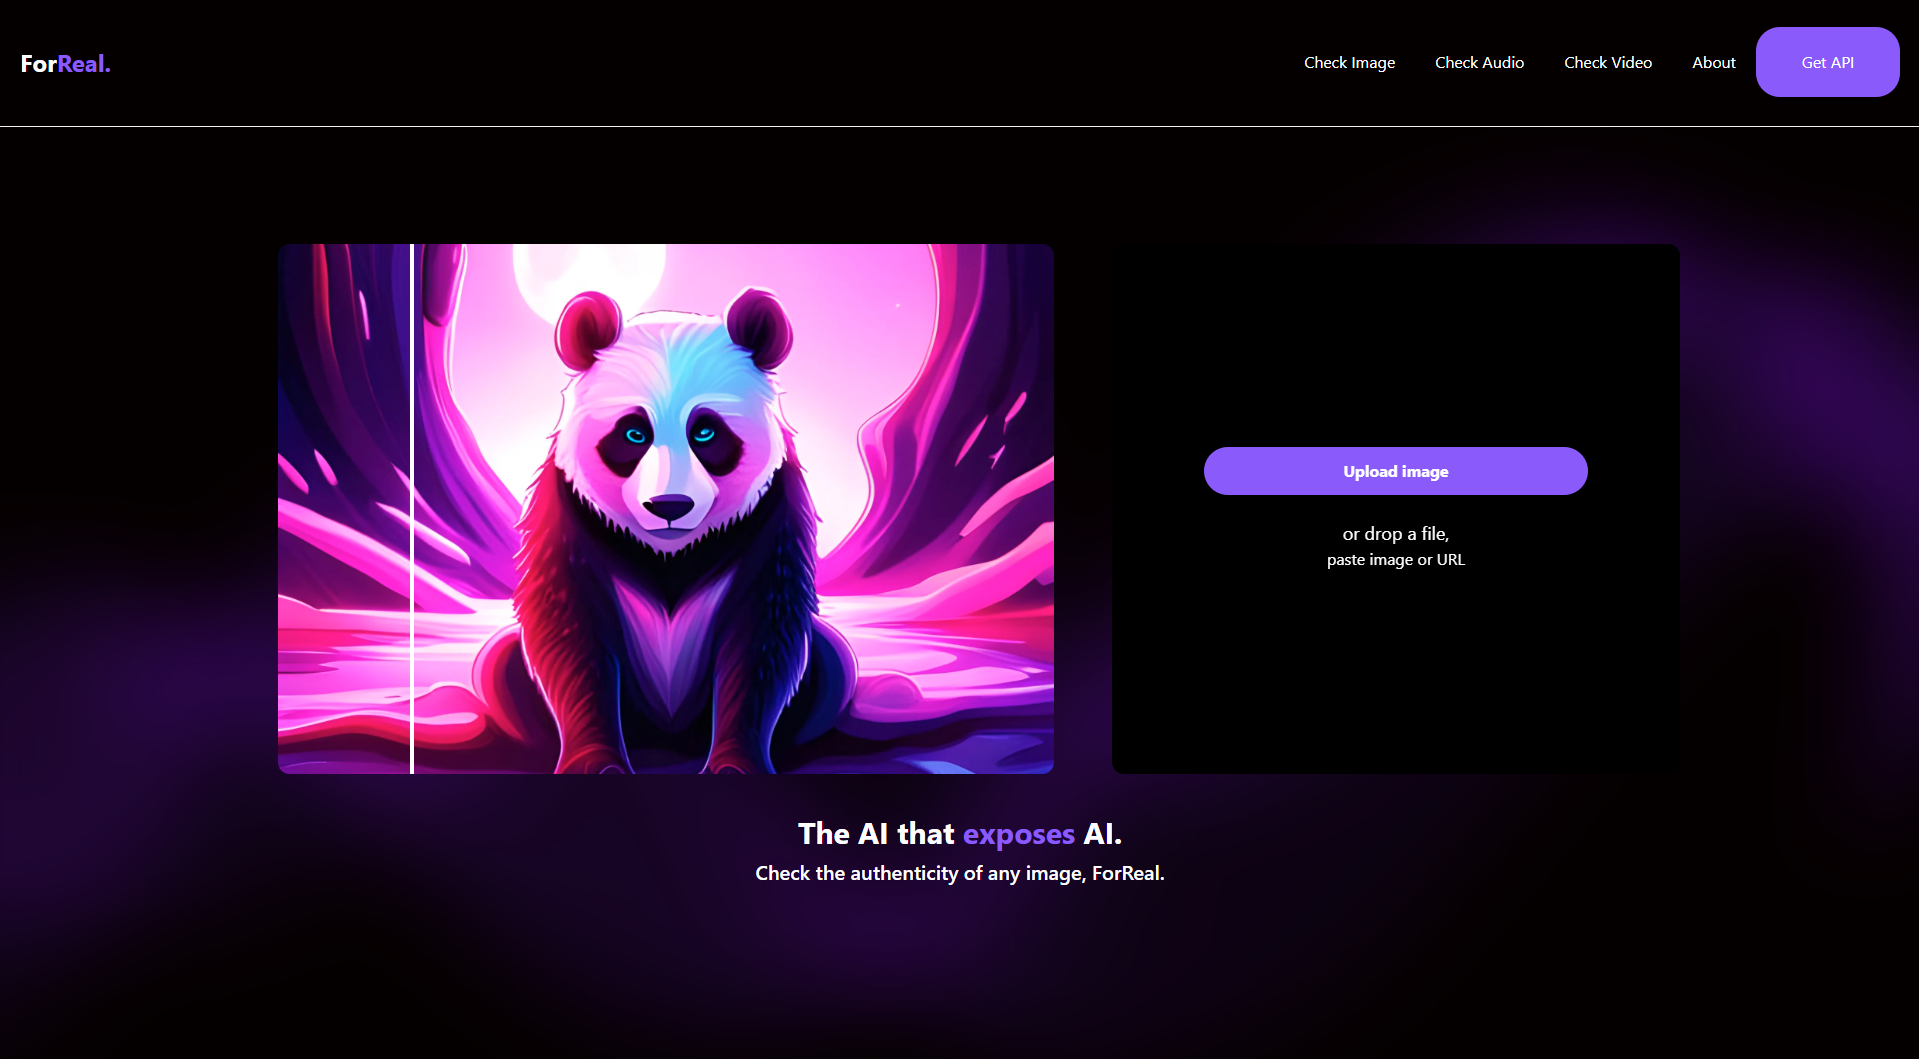 ForReal.
Check Image
Check Audio
Check Video
About
Get API
Upload image
or drop a file,
paste image or URL
The AI that exposes AI.
Check the authenticity of any image, ForReal.